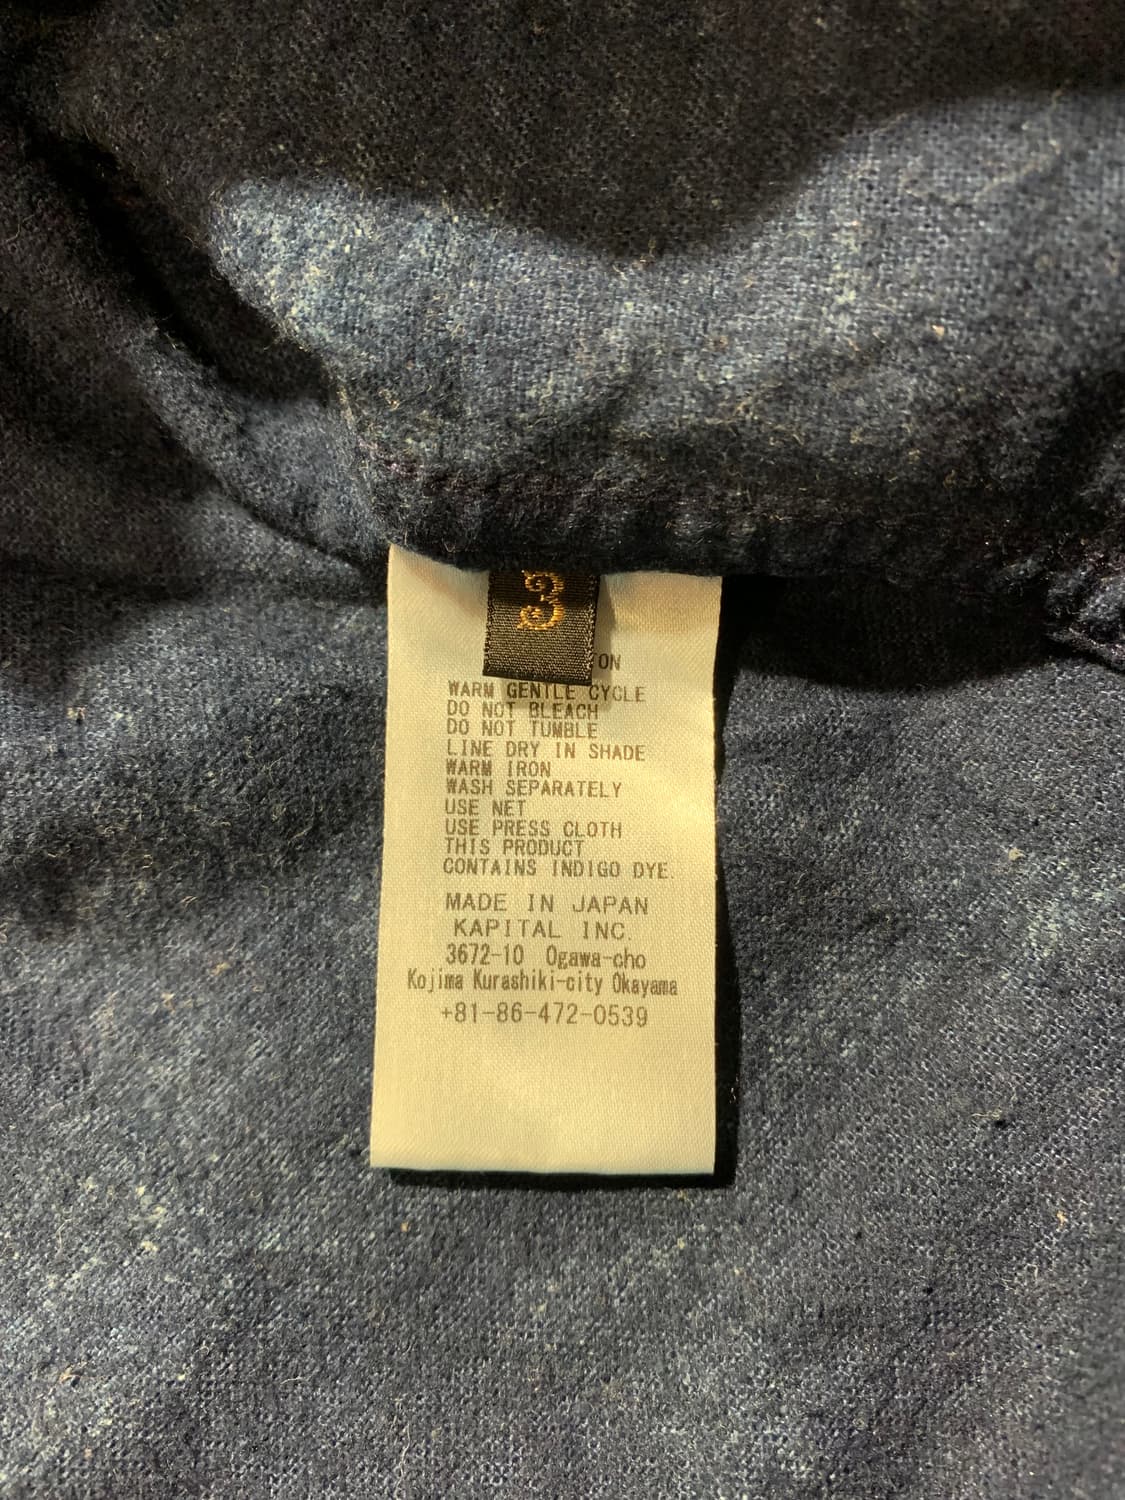 3
ON
WARM GENTLE CYCLE
DO NOT BLEACH
DO NOT TUMBLE
LINE DRY IN SHADE
WARM IRON
WASH SEPARATELY
USE NET
USE PRESS CLOTH
THIS PRODUCT
CONTAINS INDIGO DYE.
MADE IN JAPAN
KAPITAL INC.
3672-10 Ogawa-cho
Kojima Kurashiki-city Okayama
+81-86-472-0539